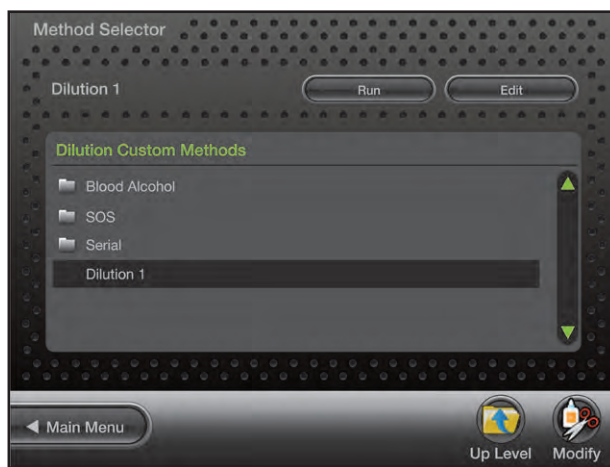 Method Selector
Dilution 1
Run
Edit
Dilution Custom Methods
Blood Alcohol
SOS
Serial
Dilution 1
Main Menu
Up Level
Modify